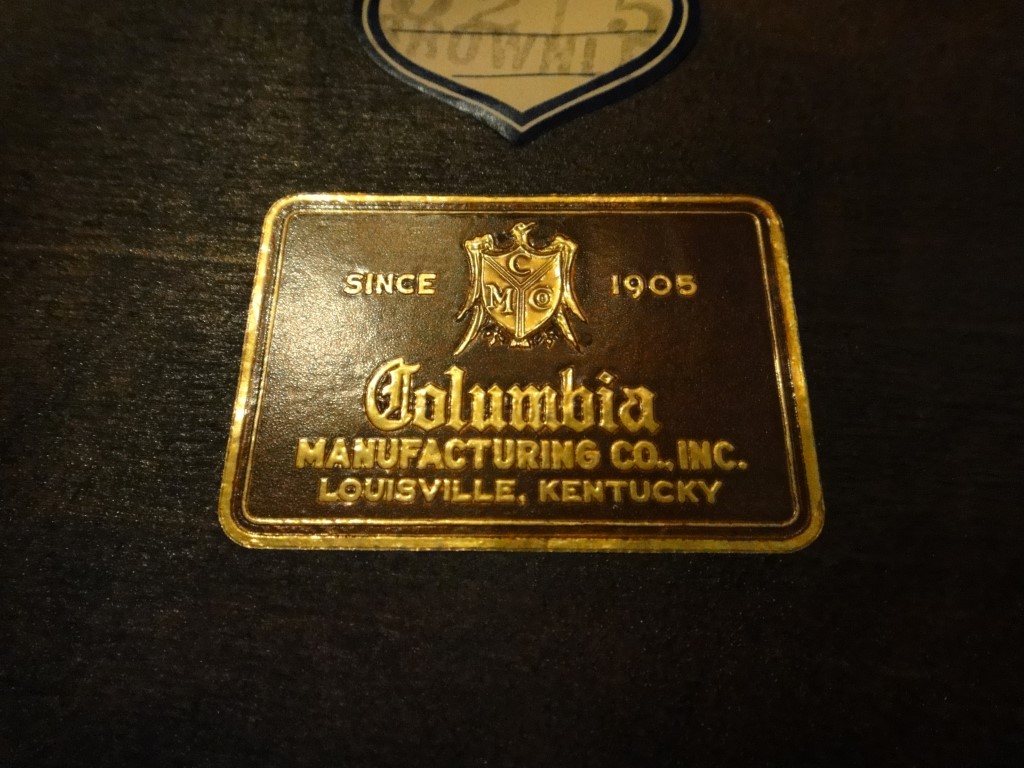 SINCE 1905
C
M O
Columbia
MANUFACTURING CO., INC.
LOUISVILLE, KENTUCKY